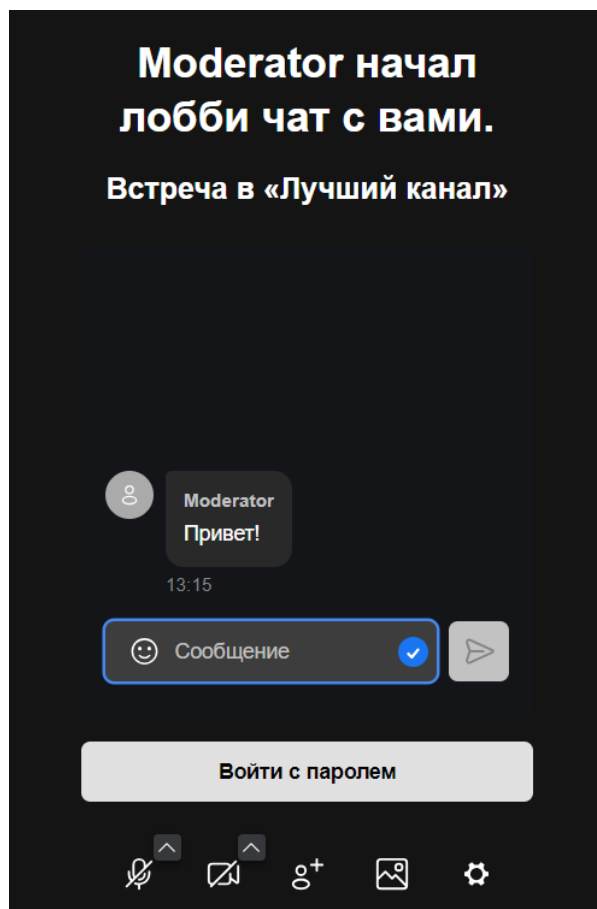 Moderator начал
лобби чат с вами.
Встреча в «Лучший канал»
Moderator
Привет!
13:15
Сообщение
Войти с паролем